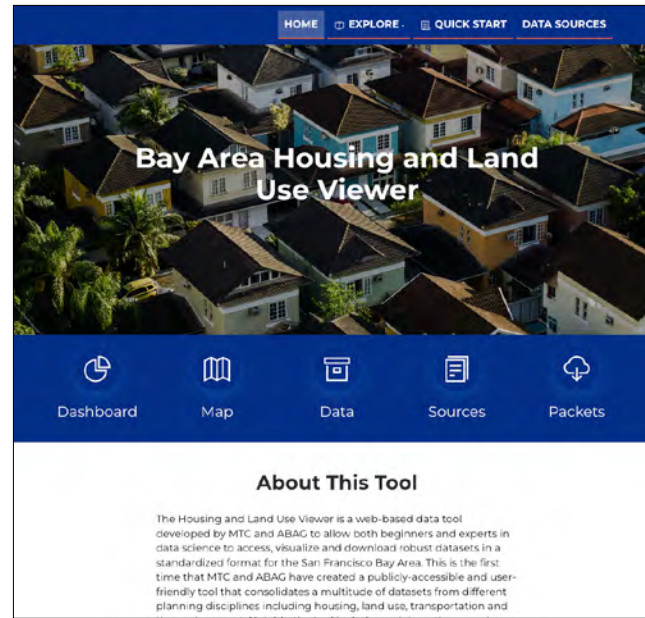 HOME EXPLORE QUICK START DATA SOURCES
Bay Area Housing and Land
Use Viewer
Dashboard Map Data Sources Packets
About This Tool
The Housing and Land Use Viewer is a web-based data tool
developed by MTC and ABAG to allow both beginners and experts in
data science to access, visualize and download robust datasets in a
standardized format for the San Francisco Bay Area. This is the first
time that MTC and ABAG have created a publicly-accessible and user-
friendly tool that consolidates a multitude of datasets from different
planning disciplines including housing, land use, transportation and